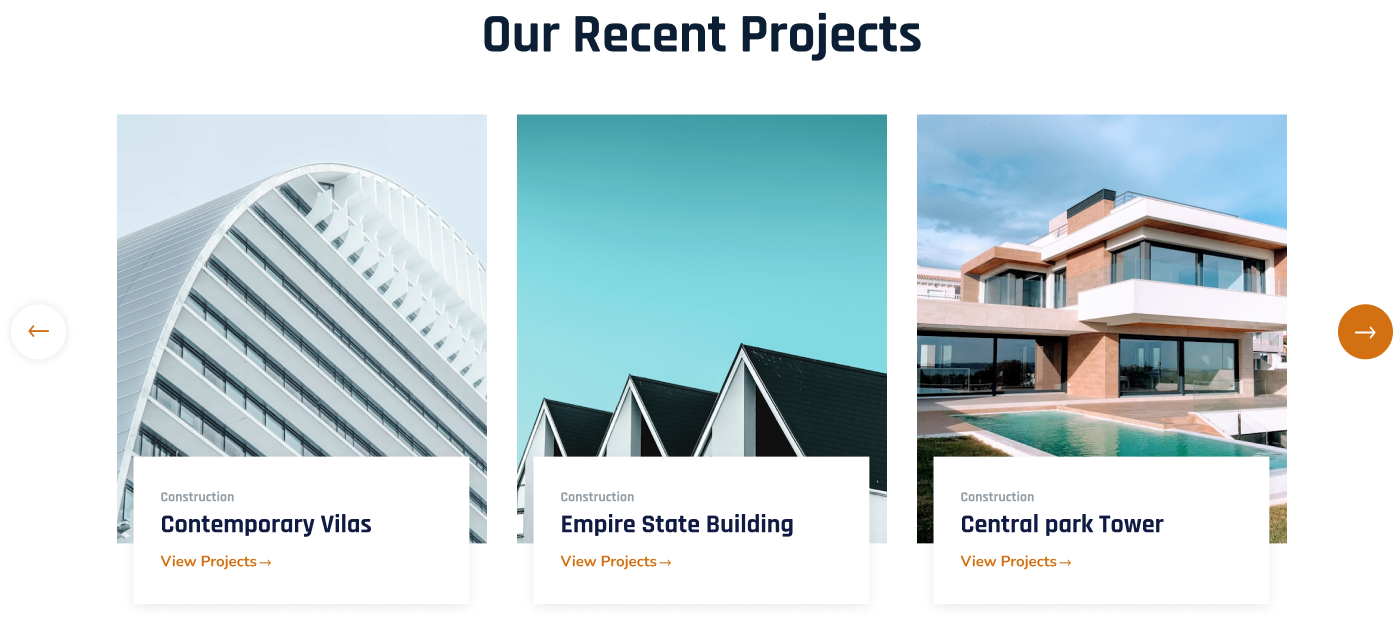 Our Recent Projects
Construction
Contemporary Vilas
View Projects→
Construction
Empire State Building
View Projects→
Construction
Central park Tower
View Projects→